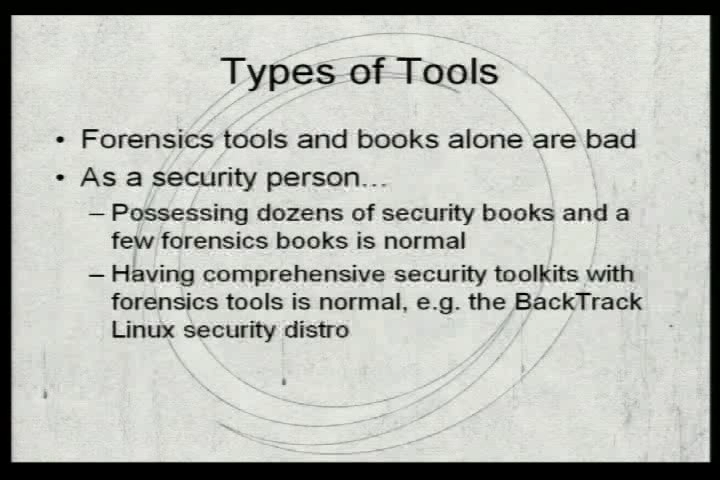 Types of Tools
• Forensics tools and books alone are bad
• As a security person...
– Possessing dozens of security books and a
few forensics books is normal
– Having comprehensive security toolkits with
forensics tools is normal, e.g. the BackTrack
Linux security distro